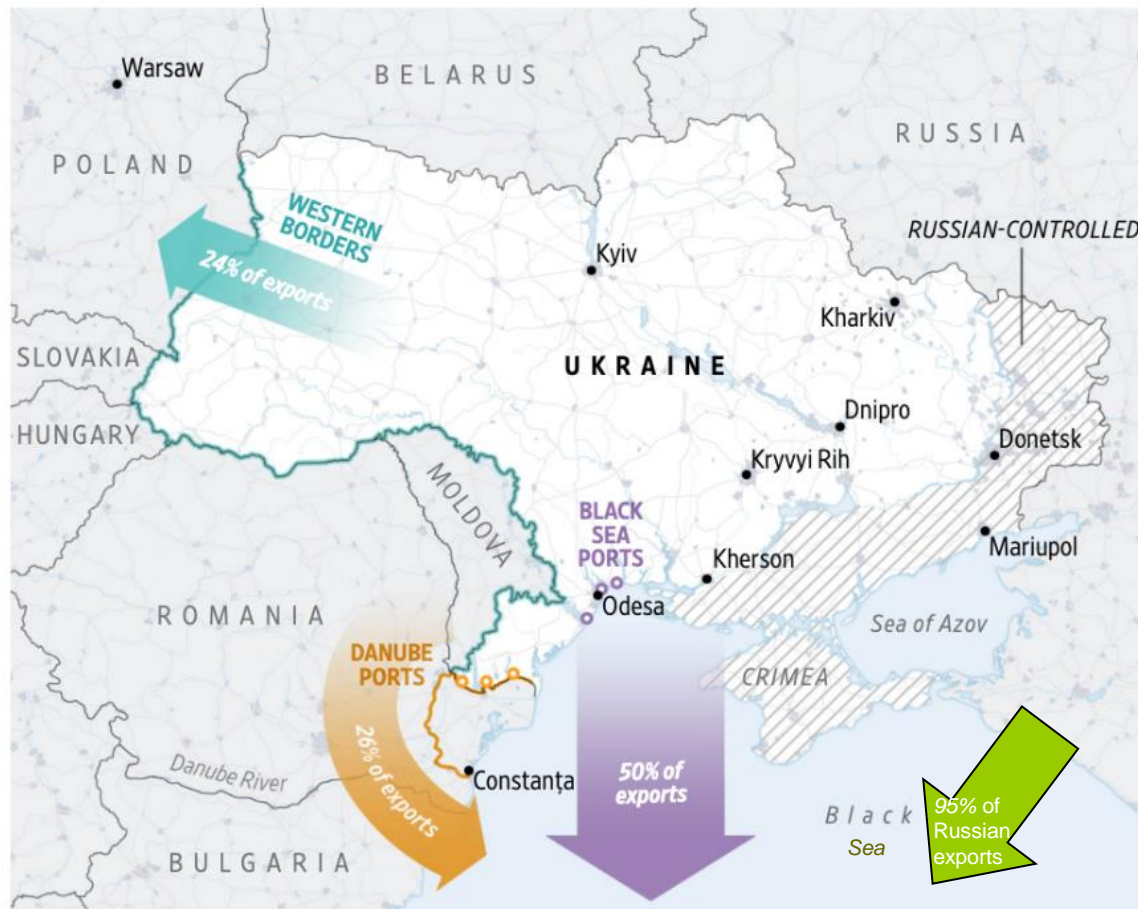 Warsaw
BELARUS
RUSSIA
POLAND
WESTERN
BORDERS
24% of exports
RUSSIAN-CONTROLLED
Kyiv
Kharkiv
SLOVAKIA
UKRAINE
HUNGARY
Dnipro
Donetsk
Kryvyi Rih
MOLDOVA
BLACK
SEA
PORTS
Mariupol
Kherson
ROMANIA
Odesa
Sea of Azov
DANUBE
PORTS
CRIMEA
26% of exports
Danube River
Constanța
50% of
exports
Black
Sea
95% of
Russian
exports
BULGARIA